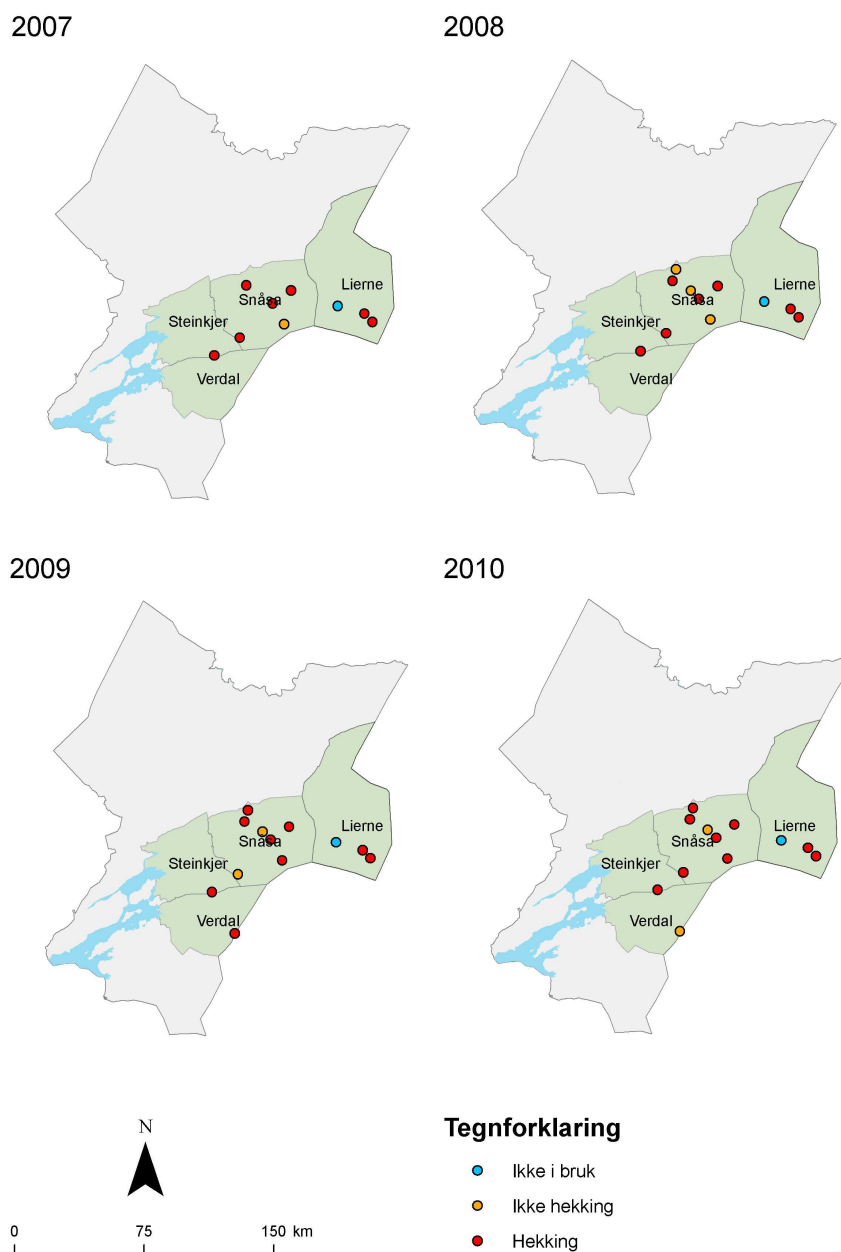 2007
2008
Lierne
Snåsa
Steinkjer
Verdal
Lierne
Snåsa
Steinkjer
Verdal
2009
2010
Lierne
Snåsa
Steinkjer
Verdal
Lierne
Snåsa
Steinkjer
Verdal
N
0 75 150 km
Tegnforklaring
Ikke i bruk
Ikke hekking
Hekking